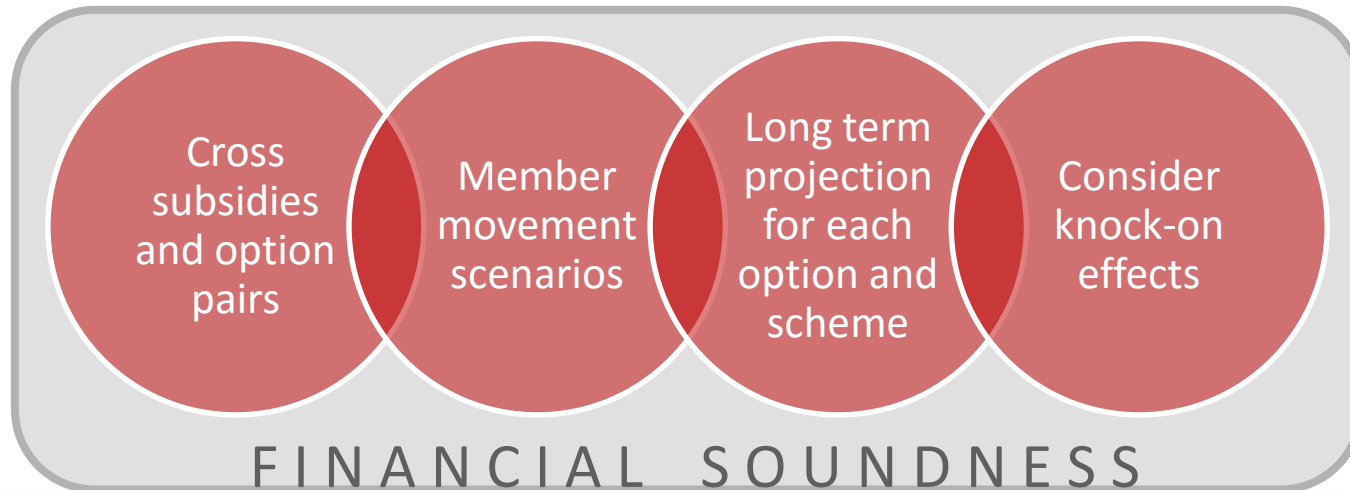 Cross
subsidies
and option
pairs
Member
movement
scenarios
Long term
projection
for each
option and
scheme
Consider
knock-on
effects
FINANCIAL SOUNDNESS